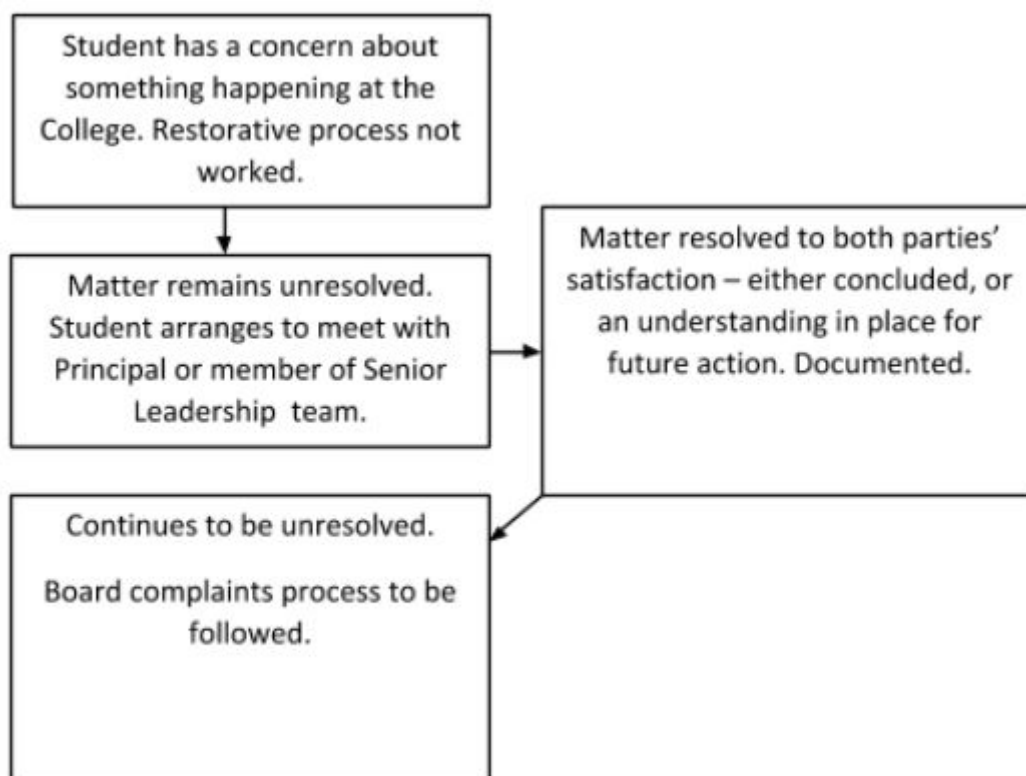 Student has a concern about
something happening at the
College. Restorative process not
worked.
Matter remains unresolved.
Student arranges to meet with
Principal or member of Senior
Leadership  team.
Matter resolved to both parties’
satisfaction – either concluded, or
an understanding in place for
future action. Documented.
Continues to be unresolved.
Board complaints process to be
followed.